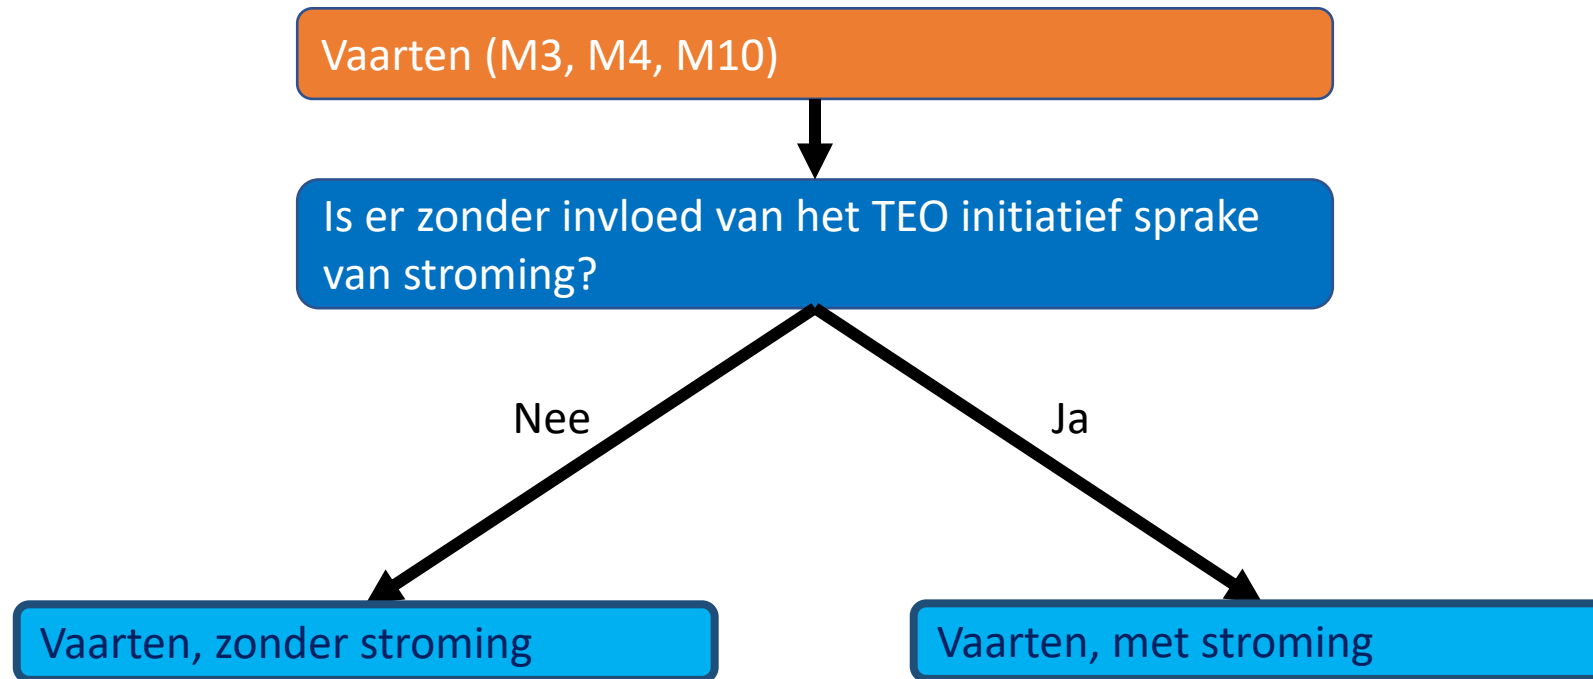 Vaarten (M3, M4, M10)
Is er zonder invloed van het TEO initiatief sprake
van stroming?
Nee
Ja
Vaarten, zonder stroming
Vaarten, met stroming